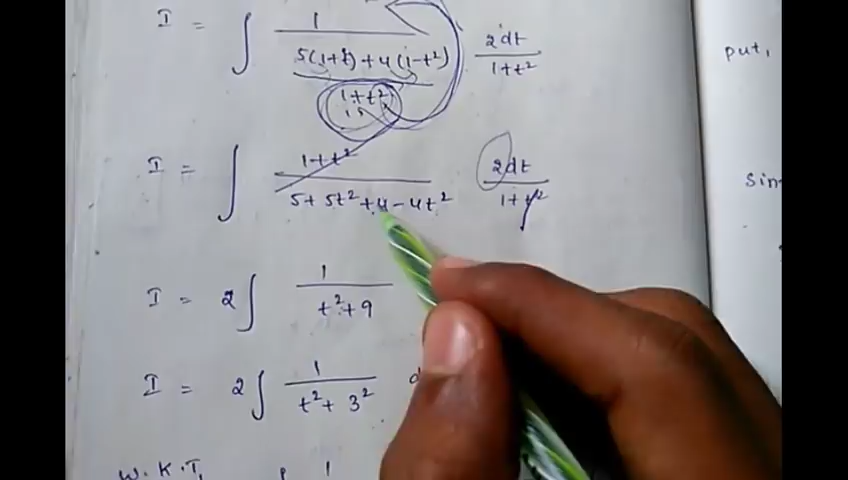 I = ∫ 1 / (5(1+t²) + 4(1-t²) / 1+t²) 2dt / 1+t²
put,
I = ∫ 1+t² / 5+5t²+4-4t² 2dt / 1+t²
Sin
I = 2∫ 1 / t²+9
I = 2∫ 1 / t²+3² d
W.K.T,